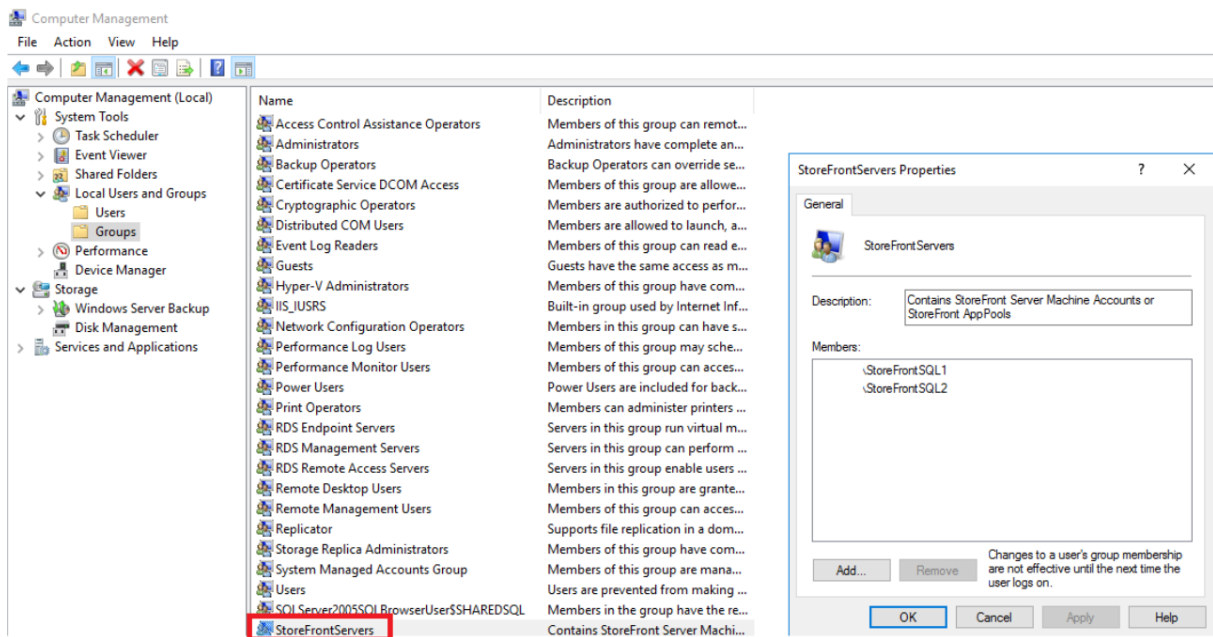 Computer Management
File Action View Help
Computer Management (Local)
System Tools
Task Scheduler
Event Viewer
Shared Folders
Local Users and Groups
Users
Groups
Performance
Device Manager
Storage
Windows Server Backup
Disk Management
Services and Applications
Name Description
Access Control Assistance Operators Members of this group can remot...
Administrators Administrators have complete an...
Backup Operators Backup Operators can override se...
Certificate Service DCOM Access Members of this group are allowe...
Cryptographic Operators Members are authorized to perfor...
Distributed COM Users Members are allowed to launch, a...
Event Log Readers Members of this group can read e...
Guests Guests have the same access as m...
Hyper-V Administrators Members of this group have com...
IIS_IUSRS Built-in group used by Internet Inf...
Network Configuration Operators Members in this group can have s...
Performance Log Users Members of this group may sche...
Performance Monitor Users Members of this group can acces...
Power Users Power Users are included for back...
Print Operators Members can administer printers ...
RDS Endpoint Servers Servers in this group run virtual m...
RDS Management Servers Servers in this group can perform ...
RDS Remote Access Servers Servers in this group enable users ...
Remote Desktop Users Members in this group are grante...
Remote Management Users Members of this group can acces...
Replicator Supports file replication in a dom...
Storage Replica Administrators Members of this group have com...
System Managed Accounts Group Members of this group are mana...
Users Users are prevented from making ...
SQLServer2005SQLBrowserUser$SHAREDSQL Members in the group have the re...
StoreFrontServers Contains StoreFront Server Machi...
StoreFrontServers Properties ?
General
StoreFrontServers
Description: Contains StoreFront Server Machine Accounts or
StoreFront AppPools
Members:
\StoreFrontSQL1
\StoreFrontSQL2
Add... Remove
Changes to a user's group membership
are not effective until the next time the
user logs on.
OK Cancel Apply Help